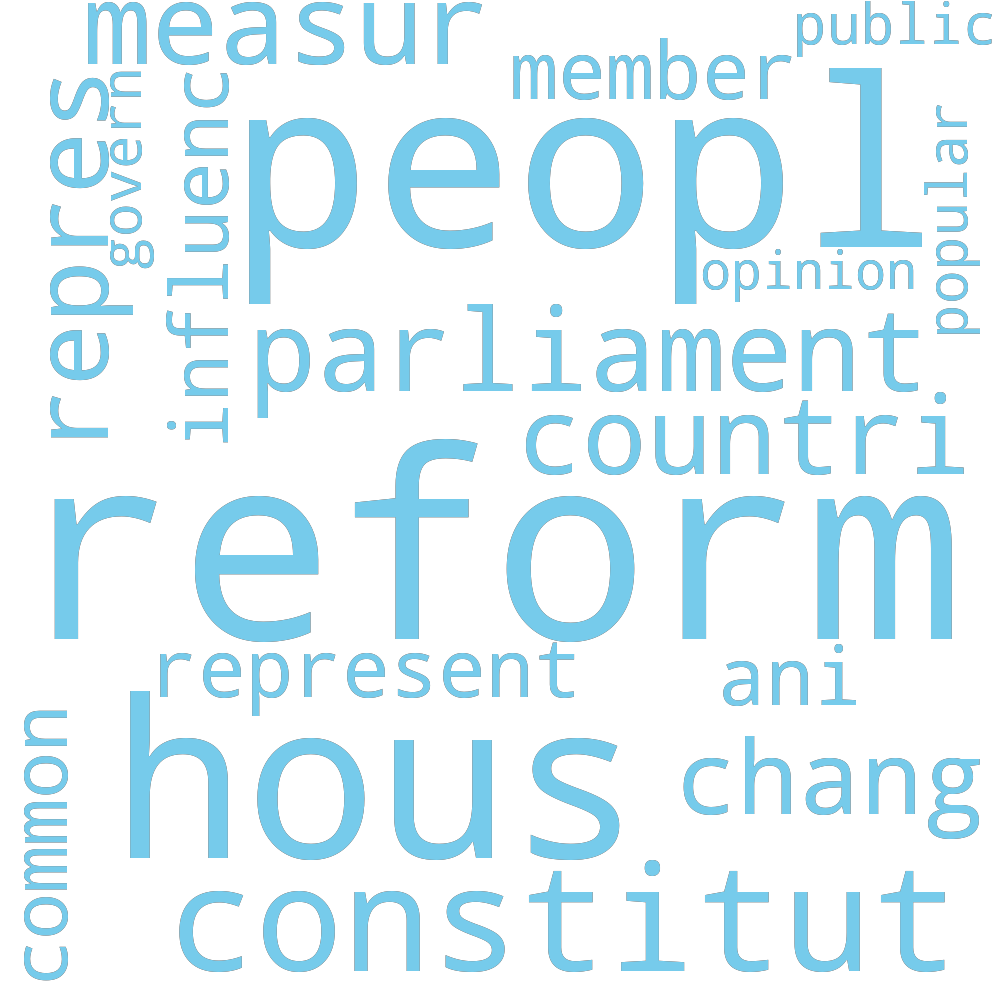 measur
public
member
repres
govern
influenc
peopl
popular
opinion
parliament
countri
reform
represent
ani
hous
common
chang
constitut